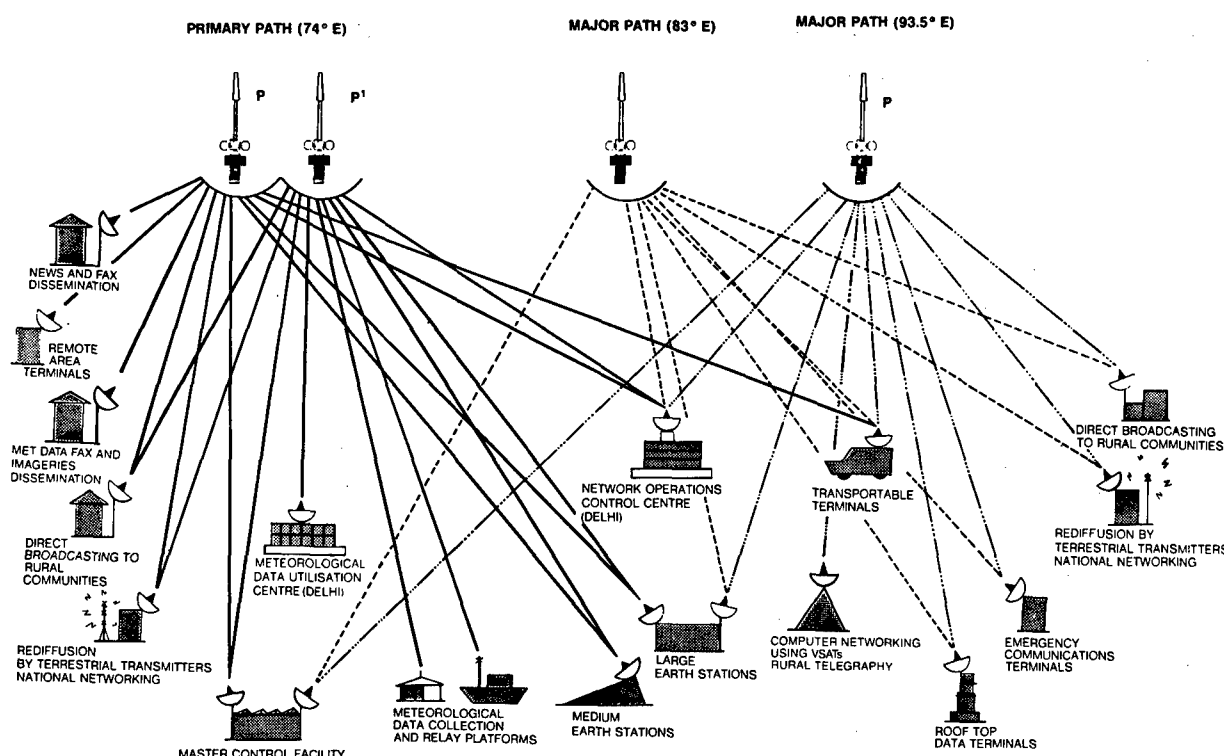 PRIMARY PATH (74° E)
MAJOR PATH (83° E)
MAJOR PATH (93.5° E)
P
P¹
P
NEWS AND FAX
DISSEMINATION
REMOTE
AREA
TERMINALS
MET DATA FAX AND
IMAGERIES
DISSEMINATION
DIRECT
BROADCASTING TO
RURAL
COMMUNITIES
REDIFFUSION
BY TERRESTRIAL TRANSMITTERS
NATIONAL NETWORKING
MASTER CONTROL FACILITY
METEOROLOGICAL
DATA UTILISATION
CENTRE (DELHI)
METEOROLOGICAL
DATA COLLECTION
AND RELAY PLATFORMS
MEDIUM
EARTH STATIONS
LARGE
EARTH STATIONS
NETWORK OPERATIONS
CONTROL CENTRE
(DELHI)
TRANSPORTABLE
TERMINALS
COMPUTER NETWORKING
USING VSATs
RURAL TELEGRAPHY
ROOF TOP
DATA TERMINALS
EMERGENCY
COMMUNICATIONS
TERMINALS
DIRECT BROADCASTING
TO RURAL COMMUNITIES
REDIFFUSION BY
TERRESTRIAL TRANSMITTERS
NATIONAL NETWORKING